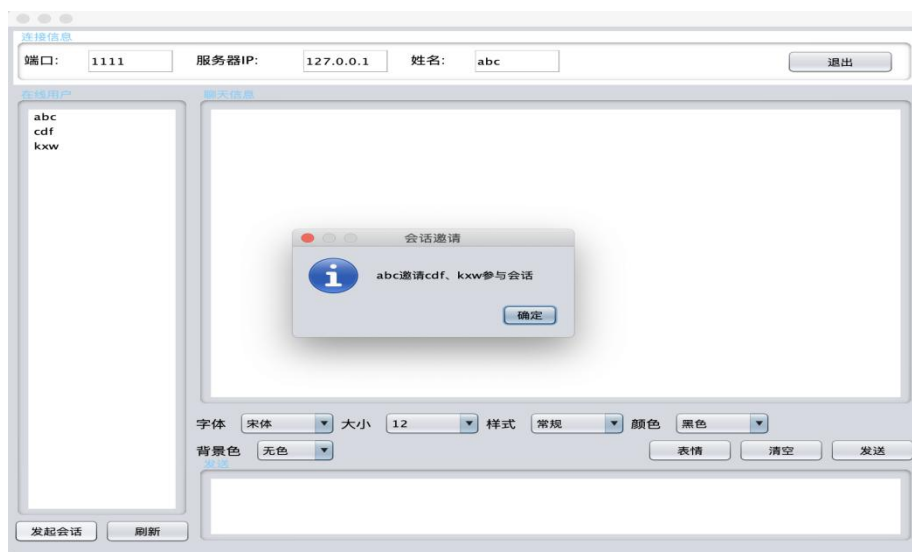 连接信息
端口: 1111 服务器IP: 127.0.0.1 姓名: abc 退出
在线用户
abc
cdf
kxw
聊天信息
会话邀请
abc邀请cdf、kxw参与会话
确定
字体 宋体 大小 12 样式 常规 颜色 黑色
背景色 无色 表情 清空 发送
发送
发起会话 刷新